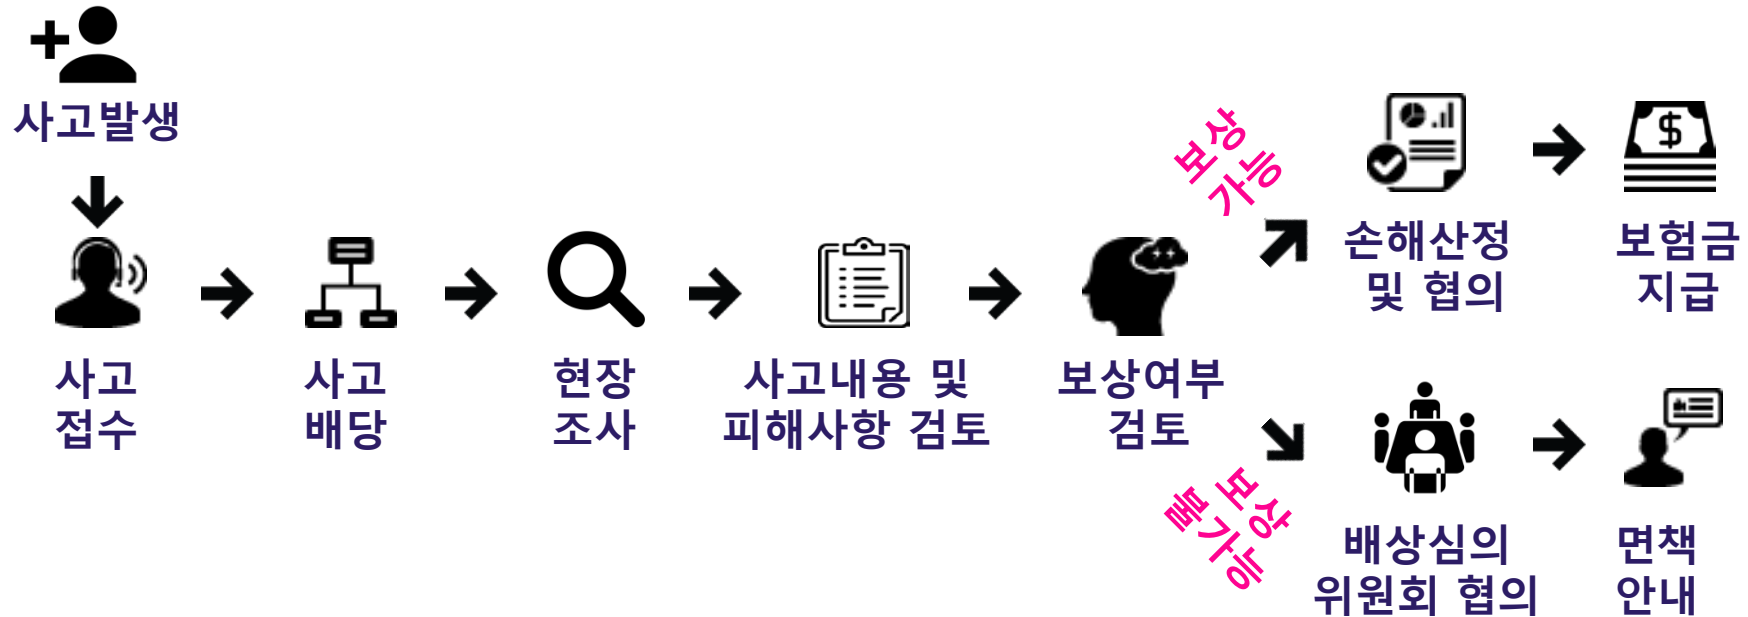 사고발생
사고
접수
사고
배당
현장
조사
사고내용 및
피해사항 검토
보상여부
검토
보상
가능
손해산정
및 협의
보험금
지급
보상
불가능
배상심의
위원회 협의
면책
안내